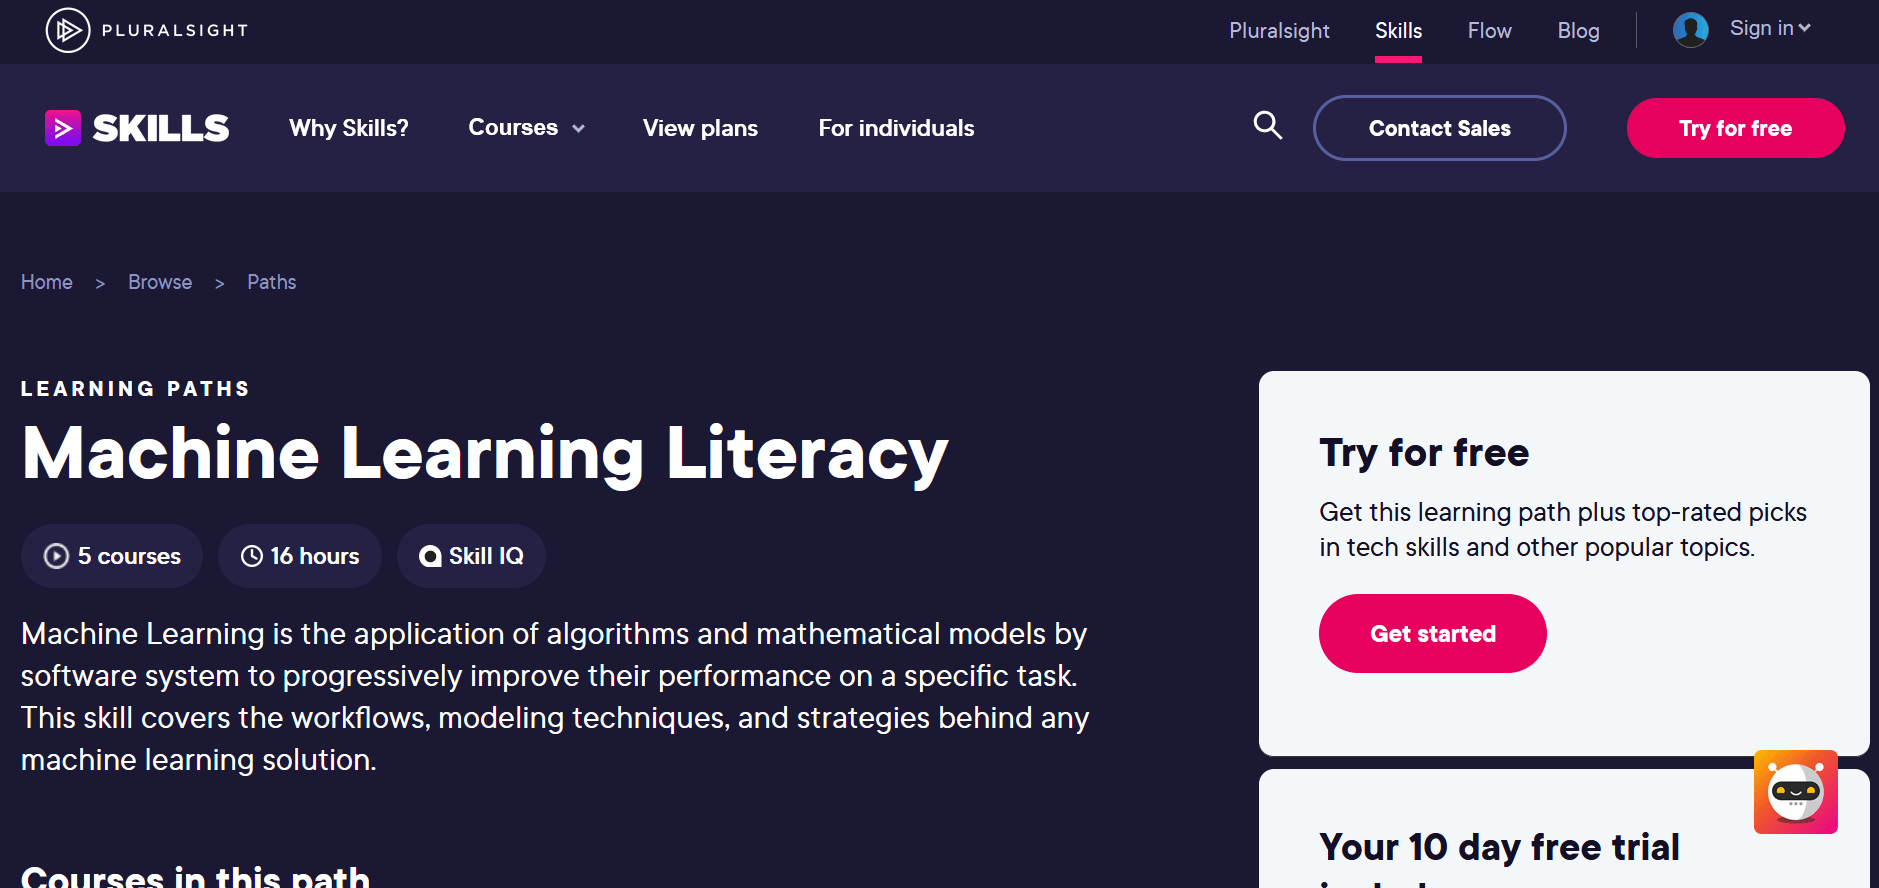 PLURALSIGHT
Pluralsight Skills Flow Blog Sign in
SKILLS Why Skills? Courses View plans For individuals Contact Sales Try for free
Home > Browse > Paths
LEARNING PATHS
Machine Learning Literacy
5 courses 16 hours Skill IQ
Machine Learning is the application of algorithms and mathematical models by
software system to progressively improve their performance on a specific task.
This skill covers the workflows, modeling techniques, and strategies behind any
machine learning solution.
Courses in this path
Try for free
Get this learning path plus top-rated picks
in tech skills and other popular topics.
Get started
Your 10 day free trial